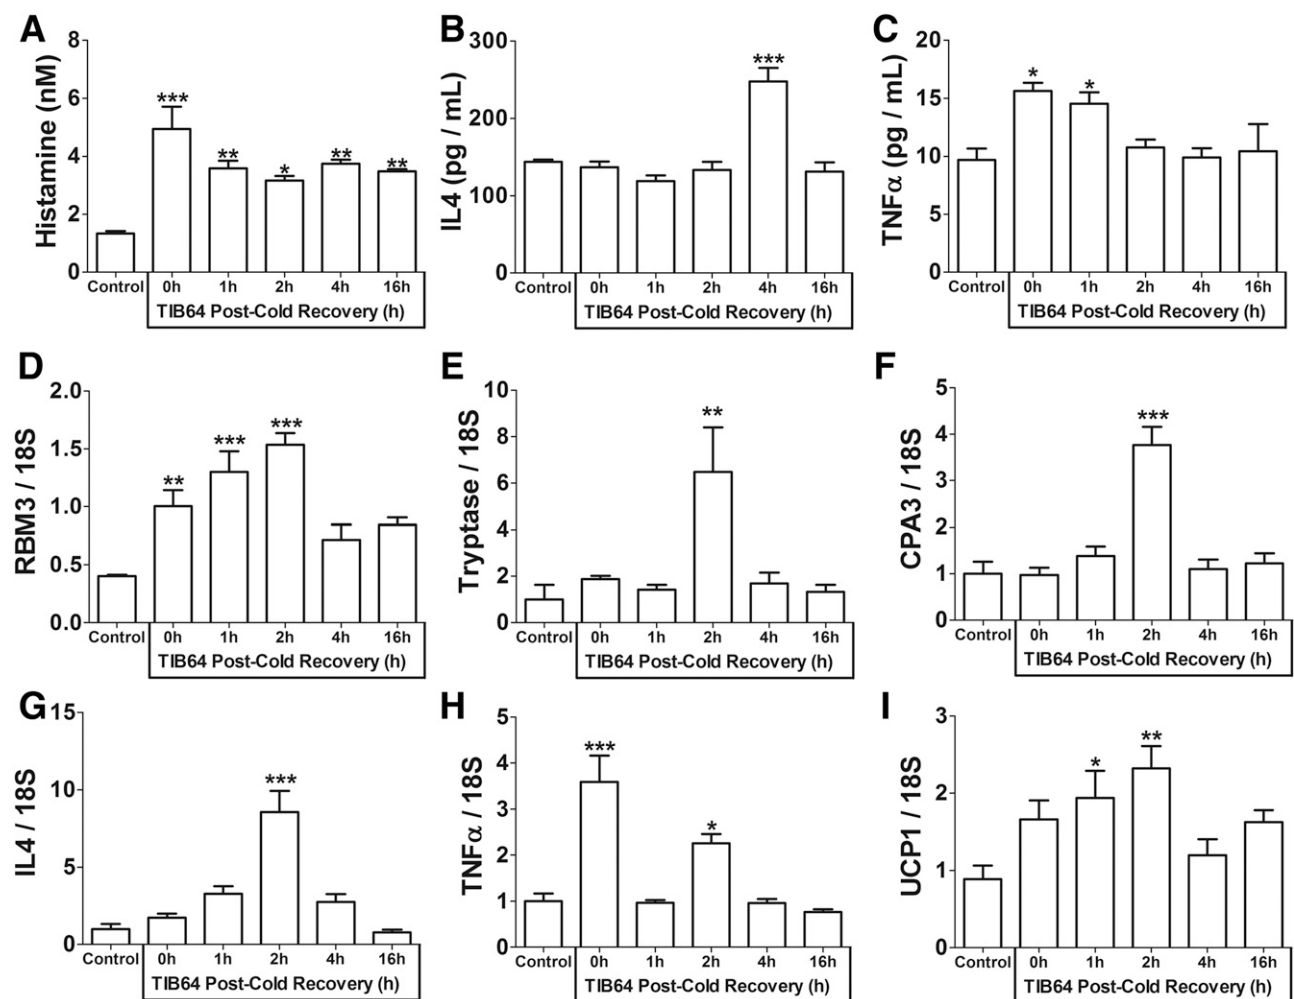 A
Histamine (nM)
8
6
4
2
0
***
**
*
**
**
Control 0h 1h 2h 4h 16h
TIB64 Post-Cold Recovery (h)
B
IL4 (pg / mL)
300
200
100
0
***
Control 0h 1h 2h 4h 16h
TIB64 Post-Cold Recovery (h)
C
TNFα (pg / mL)
20
15
10
5
0
*
*
Control 0h 1h 2h 4h 16h
TIB64 Post-Cold Recovery (h)
D
RBM3 / 18S
2.0
1.5
1.0
0.5
0.0
**
***
***
Control 0h 1h 2h 4h 16h
TIB64 Post-Cold Recovery (h)
E
Tryptase / 18S
10
8
6
4
2
0
**
Control 0h 1h 2h 4h 16h
TIB64 Post-Cold Recovery (h)
F
CPA3 / 18S
5
4
3
2
1
0
***
Control 0h 1h 2h 4h 16h
TIB64 Post-Cold Recovery (h)
G
IL4 / 18S
15
10
5
0
***
Control 0h 1h 2h 4h 16h
TIB64 Post-Cold Recovery (h)
H
TNFα / 18S
5
4
3
2
1
0
***
*
Control 0h 1h 2h 4h 16h
TIB64 Post-Cold Recovery (h)
I
UCP1 / 18S
3
2
1
0
*
**
Control 0h 1h 2h 4h 16h
TIB64 Post-Cold Recovery (h)